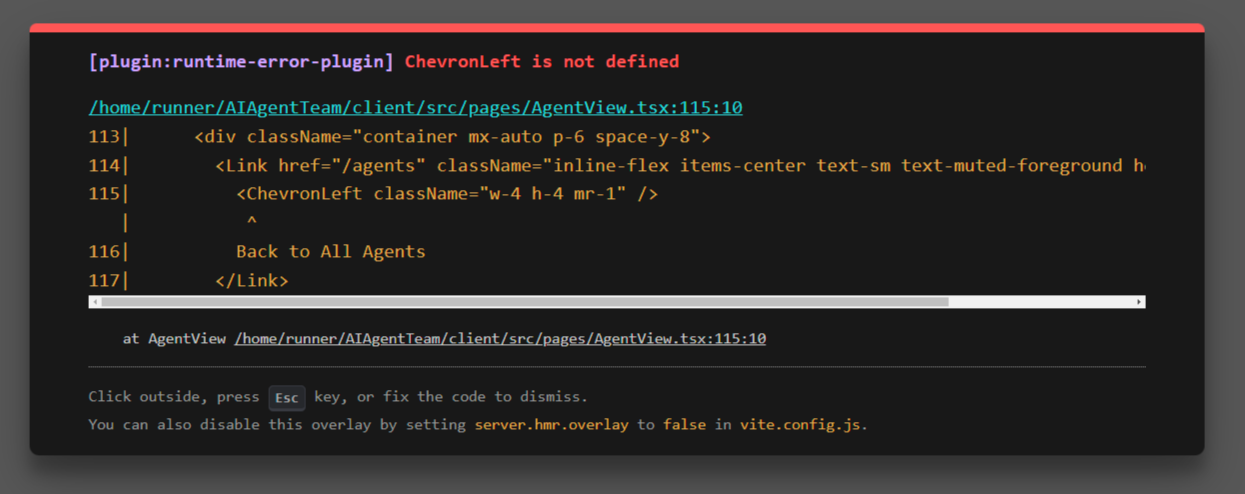 [plugin:runtime-error-plugin] ChevronLeft is not defined
/home/runner/AIAgentTeam/client/src/pages/AgentView.tsx:115:10
113|      <div className="container mx-auto p-6 space-y-8">
114|        <Link href="/agents" className="inline-flex items-center text-sm text-muted-foreground h
115|          <ChevronLeft className="w-4 h-4 mr-1" />
   |           ^
116|          Back to All Agents
117|        </Link>
at AgentView /home/runner/AIAgentTeam/client/src/pages/AgentView.tsx:115:10
Click outside, press Esc key, or fix the code to dismiss.
You can also disable this overlay by setting server.hmr.overlay to false in vite.config.js.